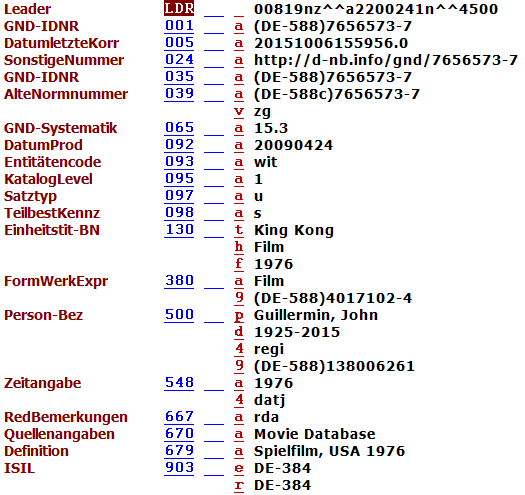 Leader LDR __ _ 00819nz^^a2200241n^^4500
GND-IDNR 001 __ a (DE-588)7656573-7
DatumletzteKorr 005 __ a 20151006155956.0
SonstigeNummer 024 __ a http://d-nb.info/gnd/7656573-7
GND-IDNR 035 __ a (DE-588)7656573-7
AlteNormnummer 039 __ a (DE-588c)7656573-7
v zg
GND-Systematik 065 __ a 15.3
DatumProd 092 __ a 20090424
Entitätencode 093 __ a wit
KatalogLevel 095 __ a 1
Satztyp 097 __ a u
TeilbestKennz 098 __ a s
Einheitstit-BN 130 __ t King Kong
h Film
f 1976
FormWerkExpr 380 __ a Film
9 (DE-588)4017102-4
Person-Bez 500 __ p Guillermin, John
d 1925-2015
4 regi
9 (DE-588)138006261
Zeitangabe 548 __ a 1976
4 datj
RedBemerkungen 667 __ a rda
Quellenangaben 670 __ a Movie Database
Definition 679 __ a Spielfilm, USA 1976
ISIL 903 __ e DE-384
r DE-384